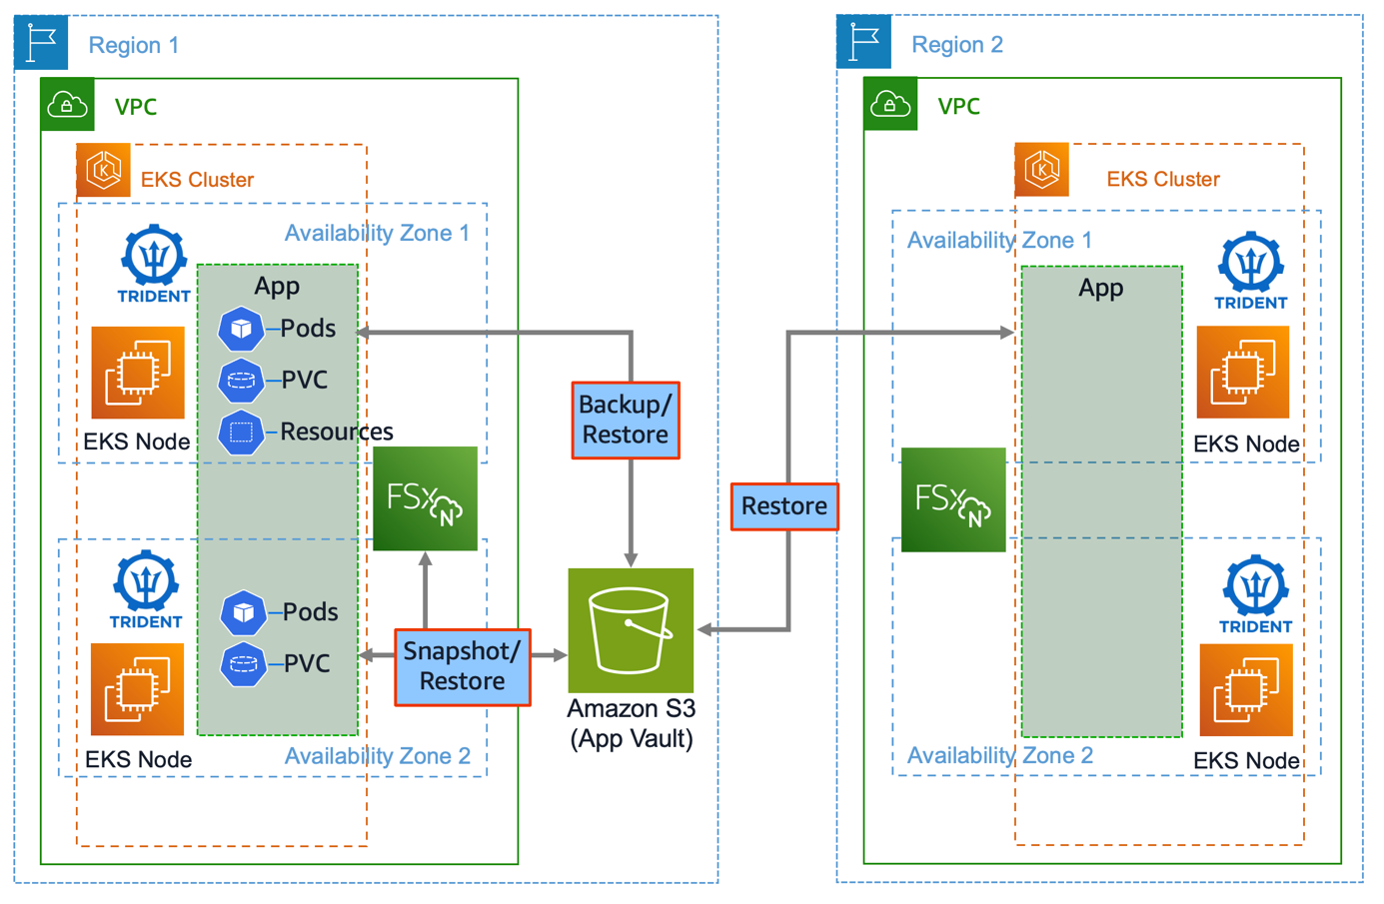 Region 1
VPC
EKS Cluster
Availability Zone 1
TRIDENT
App
Pods
PVC
Resources
EKS Node
FSx
N
Availability Zone 2
TRIDENT
Pods
PVC
EKS Node
Backup/
Restore
Snapshot/
Restore
Amazon S3
(App Vault)
Restore
Region 2
VPC
EKS Cluster
Availability Zone 1
TRIDENT
App
EKS Node
FSx
N
TRIDENT
Availability Zone 2
EKS Node
K
K